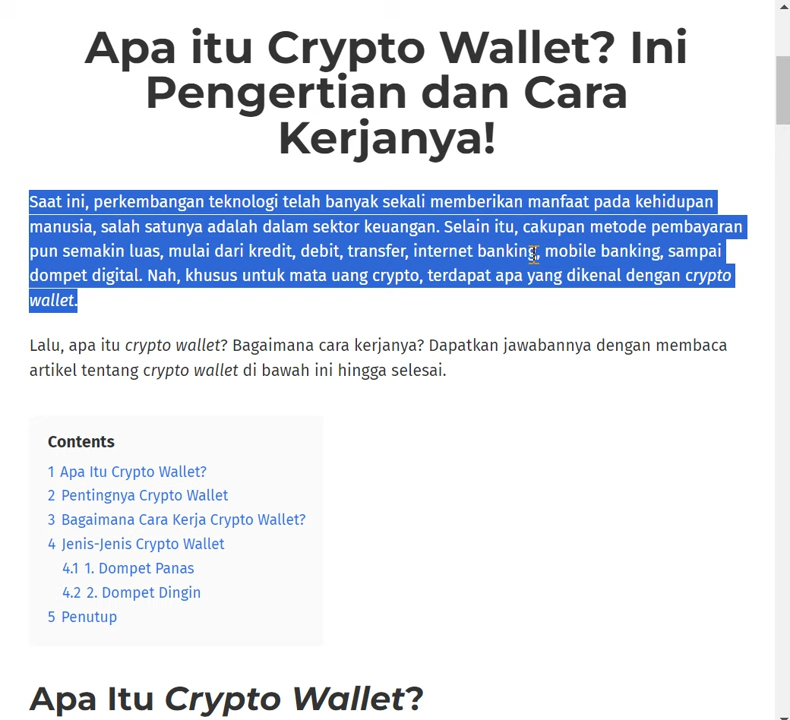 Apa itu Crypto Wallet? Ini
Pengertian dan Cara
Kerjanya!
Saat ini, perkembangan teknologi telah banyak sekali memberikan manfaat pada kehidupan
manusia, salah satunya adalah dalam sektor keuangan. Selain itu, cakupan metode pembayaran
pun semakin luas, mulai dari kredit, debit, transfer, internet banking, mobile banking, sampai
dompet digital. Nah, khusus untuk mata uang crypto, terdapat apa yang dikenal dengan crypto
wallet.
Lalu, apa itu crypto wallet? Bagaimana cara kerjanya? Dapatkan jawabannya dengan membaca
artikel tentang crypto wallet di bawah ini hingga selesai.
Contents
1 Apa Itu Crypto Wallet?
2 Pentingnya Crypto Wallet
3 Bagaimana Cara Kerja Crypto Wallet?
4 Jenis-Jenis Crypto Wallet
4.1 1. Dompet Panas
4.2 2. Dompet Dingin
5 Penutup
Apa Itu Crypto Wallet?